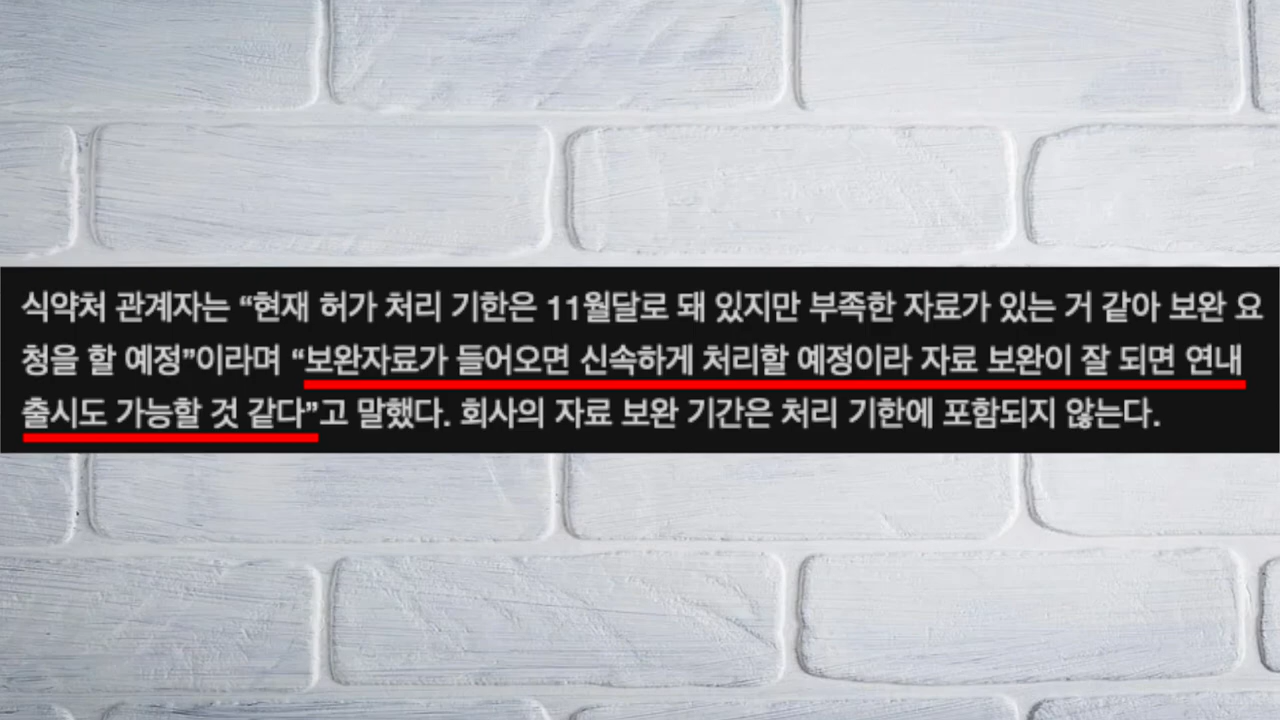 식약처 관계자는 “현재 허가 처리 기한은 11월달로 돼 있지만 부족한 자료가 있는 거 같아 보완 요
청을 할 예정”이라며 “보완자료가 들어오면 신속하게 처리할 예정이라 자료 보완이 잘 되면 연내
출시도 가능할 것 같다”고 말했다. 회사의 자료 보완 기간은 처리 기한에 포함되지 않는다.